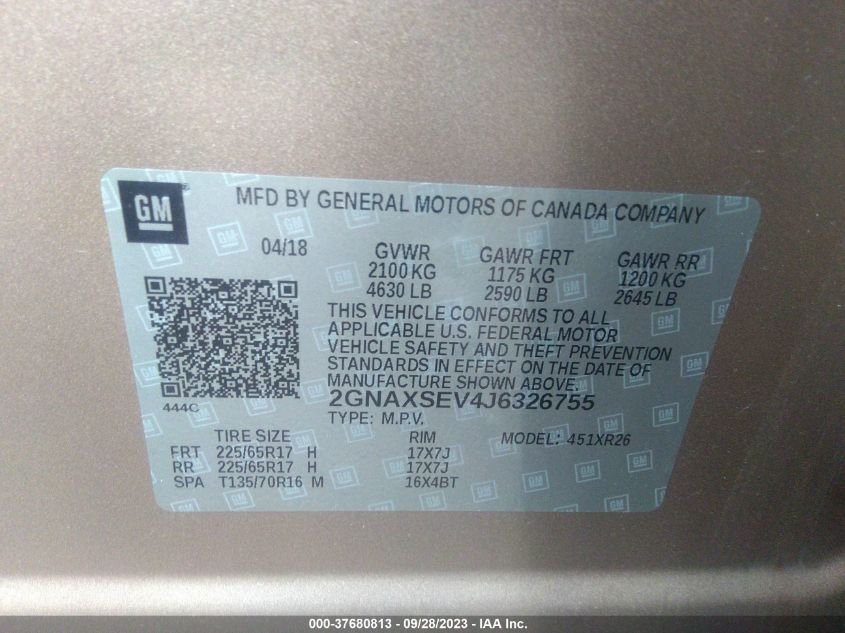 GM
MFD BY GENERAL MOTORS OF CANADA COMPANY
04/18 GVWR GAWR FRT GAWR RR
2100 KG 1175 KG 1200 KG
4630 LB 2590 LB 2645 LB
THIS VEHICLE CONFORMS TO ALL
APPLICABLE U.S. FEDERAL MOTOR
VEHICLE SAFETY AND THEFT PREVENTION
STANDARDS IN EFFECT ON THE DATE OF
MANUFACTURE SHOWN ABOVE.
444C
2GNAXSEV4J6326755
TYPE: M.P.V.
TIRE SIZE RIM MODEL: 451XR26
FRT 225/65R17 H 17X7J
RR 225/65R17 H 17X7J
SPA T135/70R16 M 16X4BT
000-37680813 - 09/28/2023 - IAA Inc.